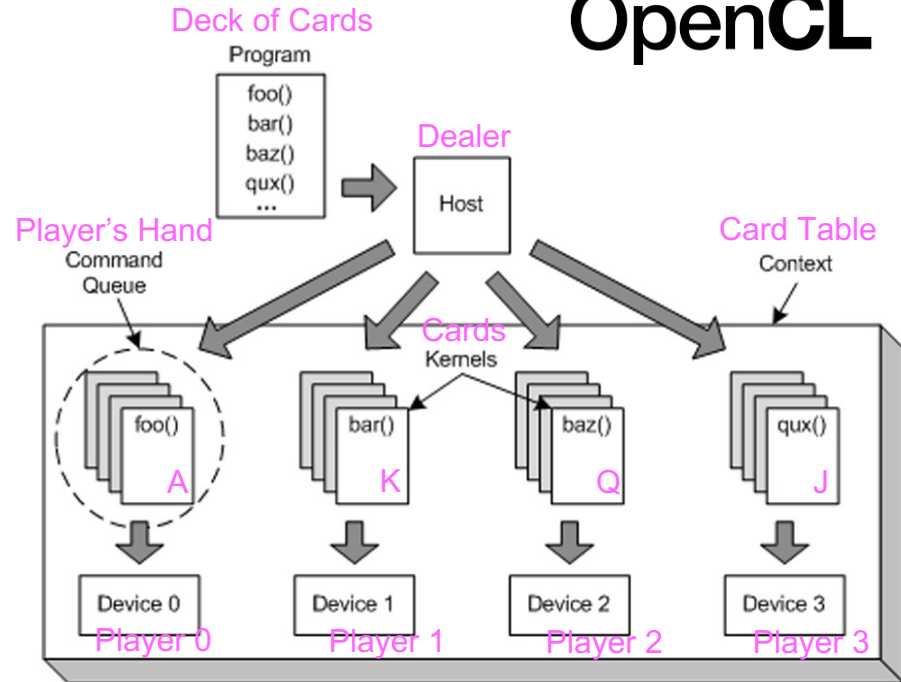 OpenCL
Deck of Cards
Program
foo()
bar()
baz()
qux()
...
Dealer
Host
Player’s Hand
Command
Queue
Card Table
Context
Cards
Kernels
foo()
A
bar()
K
baz()
Q
qux()
J
Device 0
Player 0
Device 1
Player 1
Device 2
Player 2
Device 3
Player 3